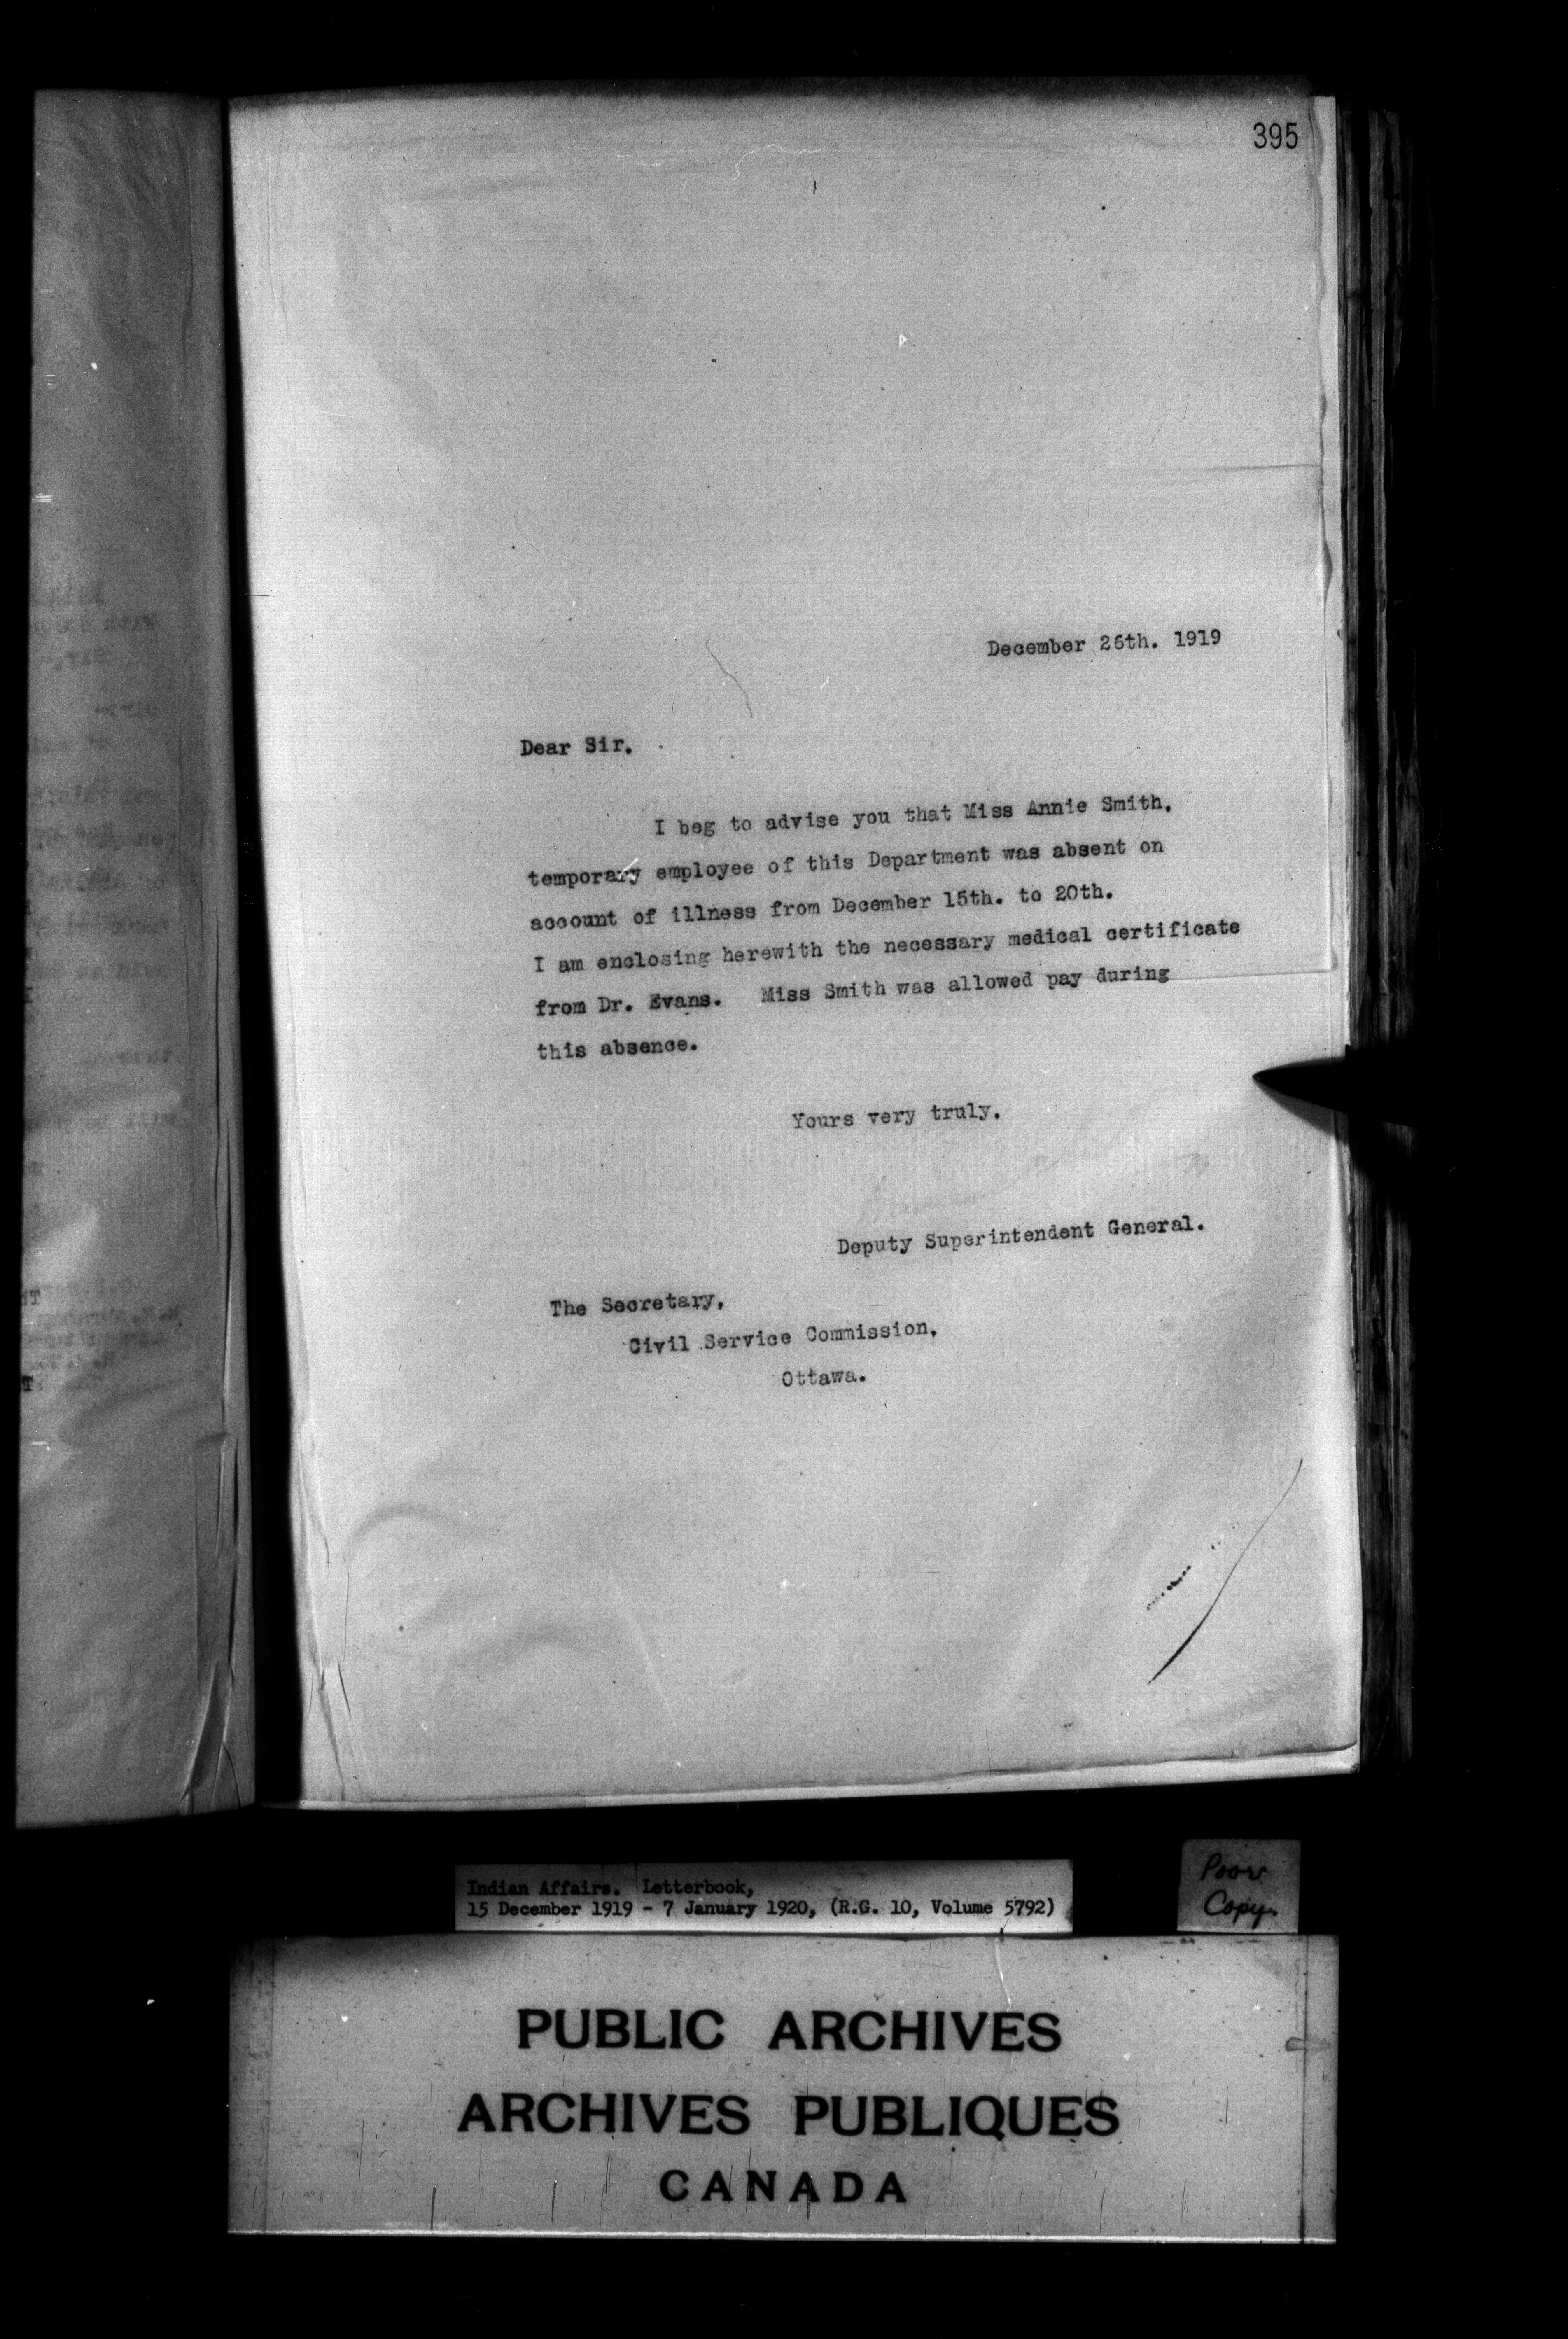 395
December 26th. 1919
Dear Sir.
I beg to advise you that Miss Annie Smith,
temporary employee of this Department was absent on
account of illness from December 15th. to 20th.
I am enclosing herewith the necessary medical certificate
from Dr. Evans. Miss Smith was allowed pay during
this absence.
Yours very truly,
Deputy Superintendent General.
The Secretary,
Civil Service Commission,
Ottawa.
Indian Affairs. Letterbook,
15 December 1919 - 7 January 1920, (R.G. 10, Volume 5792)
Poor
Copy
PUBLIC ARCHIVES
ARCHIVES PUBLIQUES
CANADA